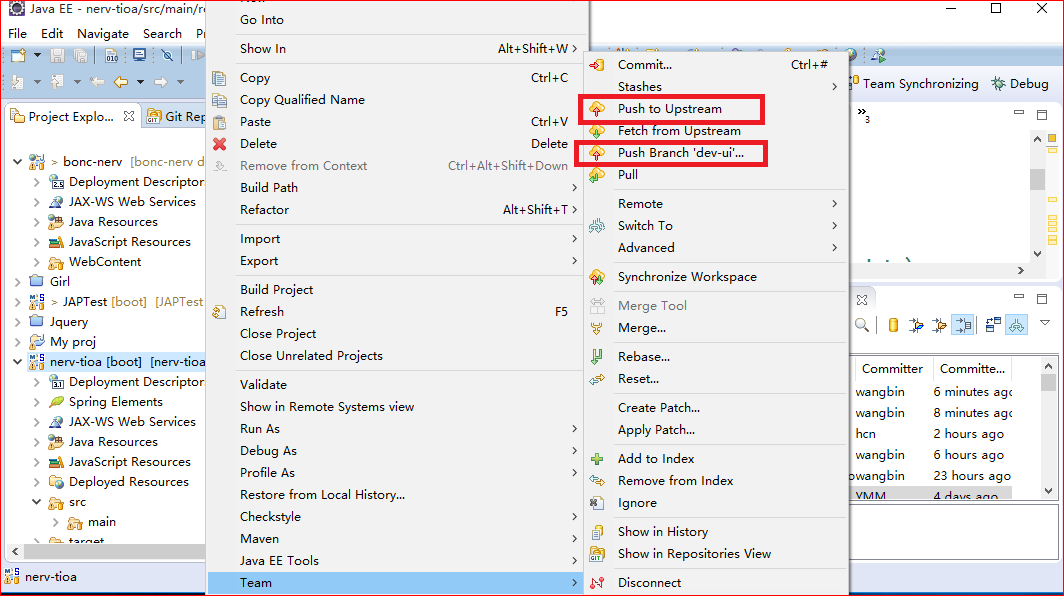 Java EE - nerv-tioa/src/main/re
File Edit Navigate Search
Go Into
Show In Alt+Shift+W
Copy Ctrl+C
Copy Qualified Name
Paste Ctrl+V
Delete Delete
Remove from Context Ctrl+Alt+Shift+Down
Build Path
Refactor Alt+Shift+T
Import
Export
Build Project
Refresh F5
Close Project
Close Unrelated Projects
Validate
Show in Remote Systems view
Run As
Debug As
Profile As
Restore from Local History...
Checkstyle
Maven
Java EE Tools
Team
Commit... Ctrl+#
Stashes
Push to Upstream
Fetch from Upstream
Push Branch 'dev-ui'...
Pull
Remote
Switch To
Advanced
Synchronize Workspace
Merge Tool
Merge...
Rebase...
Reset...
Create Patch...
Apply Patch...
Add to Index
Remove from Index
Ignore
Show in History
Show in Repositories View
Disconnect
Team Synchronizing Debug
»3
Project Explo... Git Rep
> bonc-nerv [bonc-nerv d
Deployment Descriptor
JAX-WS Web Services
Java Resources
JavaScript Resources
WebContent
Girl
> JAPTest [boot] [JAPTest
Jquery
My proj
nerv-tioa [boot] [nerv-tioa
Deployment Descriptor
Spring Elements
JAX-WS Web Services
Java Resources
JavaScript Resources
Deployed Resources
src
main
target
nerv-tioa
Committer Committe...
wangbin 6 minutes ago
wangbin 8 minutes ago
hcn 2 hours ago
wangbin 6 hours ago
owangbin 23 hours ago
YMM 4 days ago